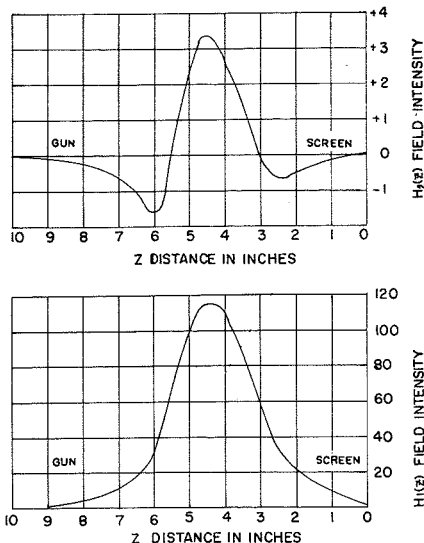 +4
+3
+2
+1
0
-1
H₃(z) FIELD INTENSITY
GUN
SCREEN
10 9 8 7 6 5 4 3 2 1 0
Z DISTANCE IN INCHES
120
100
80
60
40
20
H₁(z) FIELD INTENSITY
GUN
SCREEN
10 9 8 7 6 5 4 3 2 1 0
Z DISTANCE IN INCHES